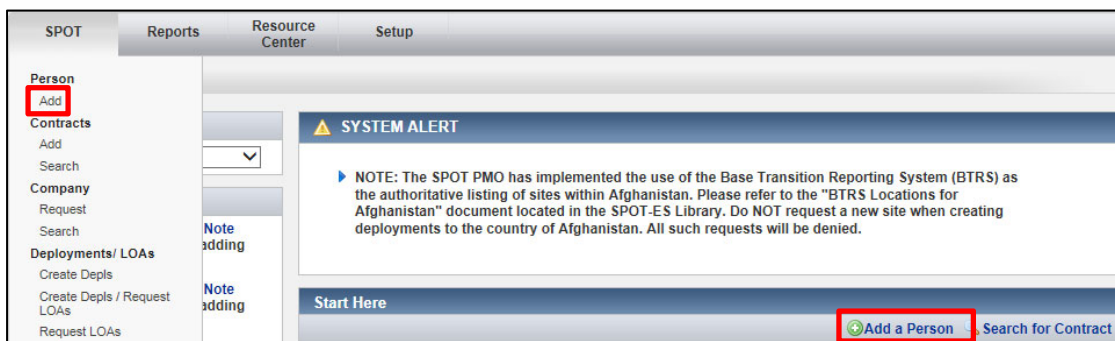 SPOT
Reports
Resource
Center
Setup
Person
Add
Contracts
Add
Search
Company
Request
Search
Deployments/ LOAs
Create Depls
Create Depls / Request
LOAs
Request LOAs
Note
adding
Note
adding
SYSTEM ALERT
NOTE: The SPOT PMO has implemented the use of the Base Transition Reporting System (BTRS) as
the authoritative listing of sites within Afghanistan. Please refer to the "BTRS Locations for
Afghanistan" document located in the SPOT-ES Library. Do NOT request a new site when creating
deployments to the country of Afghanistan. All such requests will be denied.
Start Here
Add a Person
Search for Contract